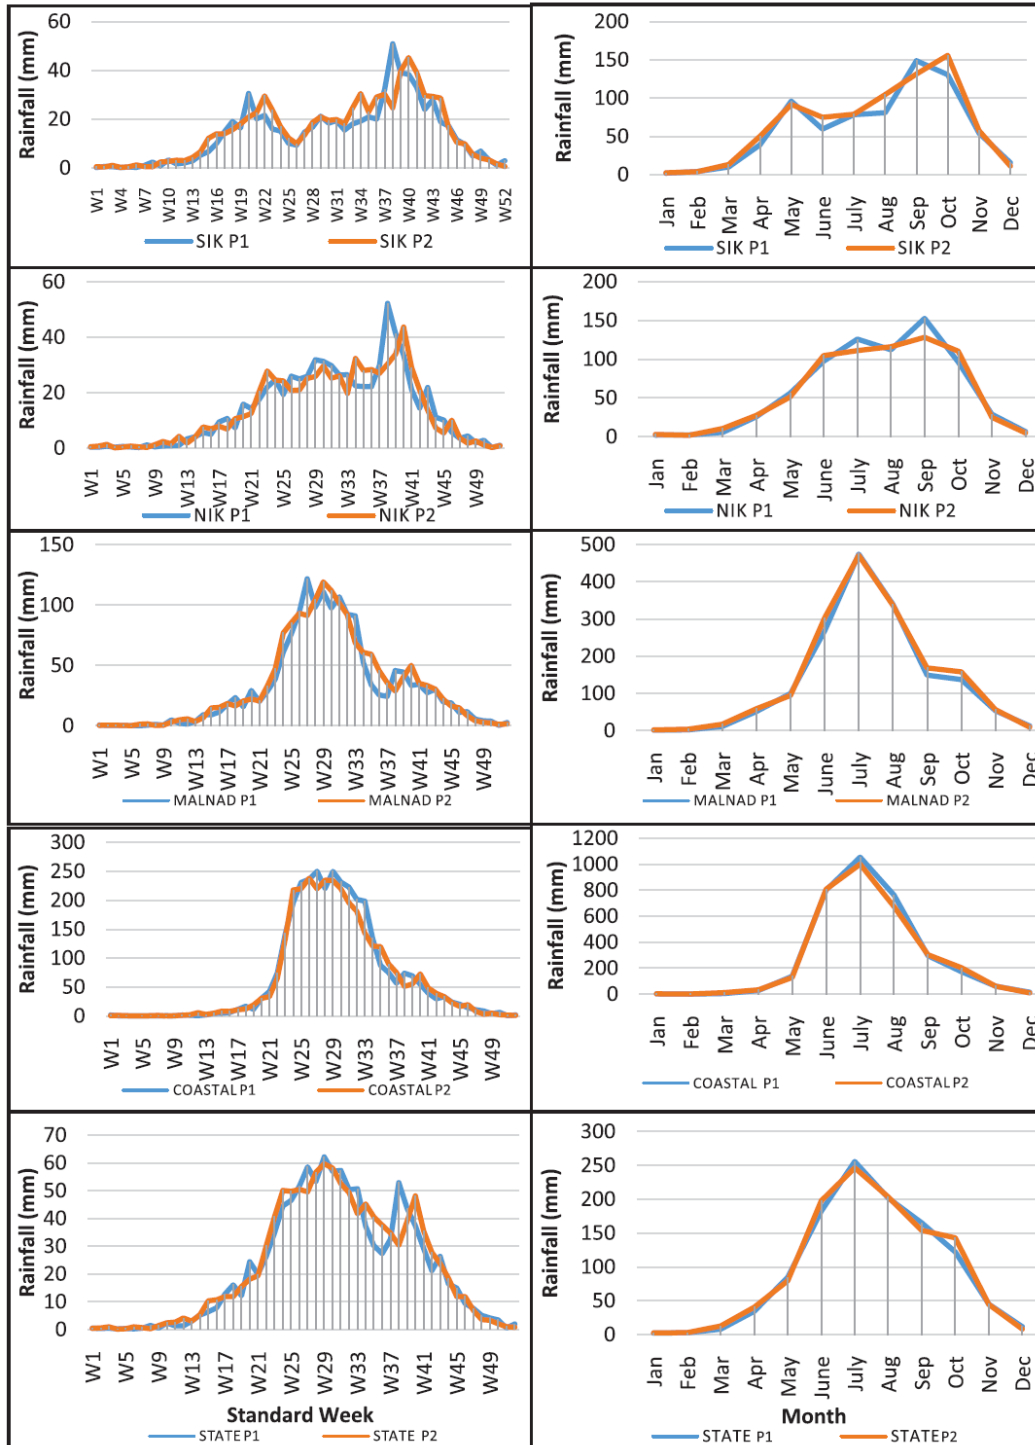 Rainfall (mm)
60
40
20
0
W1 W4 W7 W10 W13 W16 W19 W22 W25 W28 W31 W34 W37 W40 W43 W46 W49 W52
SIK P1 SIK P2
Rainfall (mm)
200
150
100
50
0
Jan Feb Mar Apr May June July Aug Sep Oct Nov Dec
SIK P1 SIK P2
Rainfall (mm)
60
40
20
0
W1 W5 W9 W13 W17 W21 W25 W29 W33 W37 W41 W45 W49
NIK P1 NIK P2
Rainfall (mm)
200
150
100
50
0
Jan Feb Mar Apr May June July Aug Sep Oct Nov Dec
NIK P1 NIK P2
Rainfall (mm)
150
100
50
0
W1 W5 W9 W13 W17 W21 W25 W29 W33 W37 W41 W45 W49
MALNAD P1 MALNAD P2
Rainfall (mm)
500
400
300
200
100
0
Jan Feb Mar Apr May June July Aug Sep Oct Nov Dec
MALNAD P1 MALNAD P2
Rainfall (mm)
300
250
200
150
100
50
0
W1 W5 W9 W13 W17 W21 W25 W29 W33 W37 W41 W45 W49
COASTAL P1 COASTAL P2
Rainfall (mm)
1200
1000
800
600
400
200
0
Jan Feb Mar Apr May June July Aug Sep Oct Nov Dec
COASTAL P1 COASTAL P2
Rainfall (mm)
70
60
50
40
30
20
10
0
W1 W5 W9 W13 W17 W21 W25 W29 W33 W37 W41 W45 W49
Standard Week
STATE P1 STATE P2
Rainfall (mm)
300
250
200
150
100
50
0
Jan Feb Mar Apr Mcy June July Aug Sep Oct Nov Dec
Month
STATE P1 STATE P2